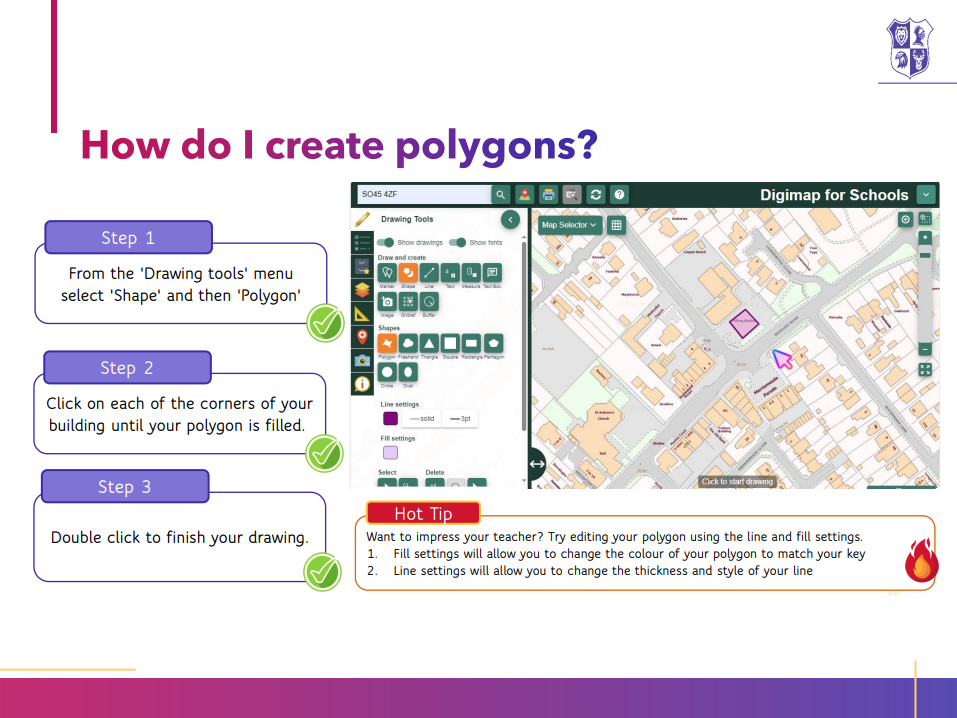 How do I create polygons?
Step 1
From the 'Drawing tools' menu
select 'Shape' and then 'Polygon'
Step 2
Click on each of the corners of your
building until your polygon is filled.
Step 3
Double click to finish your drawing.
SO45 4ZF
Digimap for Schools
Drawing Tools
Map Selector
Show drawings
Show hints
Draw and create
Marker Shape Line Text Measure Text Box
Image Gridref Buffer
Shapes
Polygon Freehand Triangle Square Rectangle Pentagon
Circle Oval
Line settings
solid
3pt
Fill settings
Select
Delete
Copper Beech
St Andrew's
Church
Hall
Click to start drawing
Hot Tip
Want to impress your teacher? Try editing your polygon using the line and fill settings.
1. Fill settings will allow you to change the colour of your polygon to match your key
2. Line settings will allow you to change the thickness and style of your line